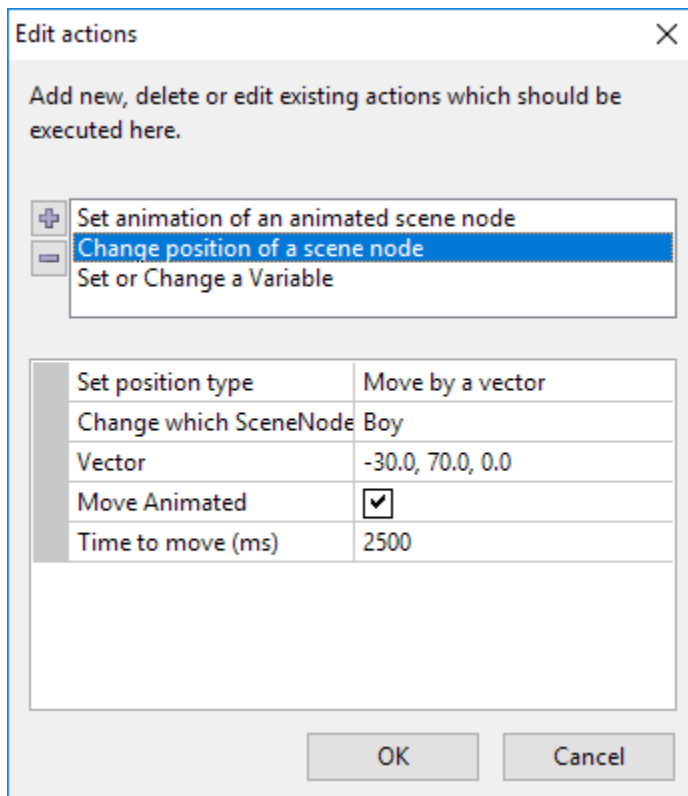 Edit actions
Add new, delete or edit existing actions which should be
executed here.
Set animation of an animated scene node
Change position of a scene node
Set or Change a Variable
Set position type Move by a vector
Change which SceneNode Boy
Vector -30.0, 70.0, 0.0
Move Animated
Time to move (ms) 2500
OK Cancel